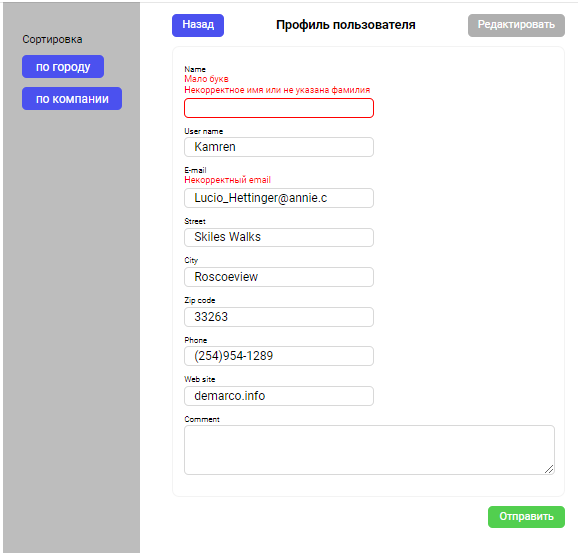 Сортировка
по городу
по компании
Назад
Профиль пользователя
Редактировать
Name
Мало букв
Некорректное имя или не указана фамилия
User name
Kamren
E-mail
Некорректный email
Lucio_Hettinger@annie.c
Street
Skiles Walks
City
Roscoeview
Zip code
33263
Phone
(254)954-1289
Web site
demarco.info
Comment
Отправить